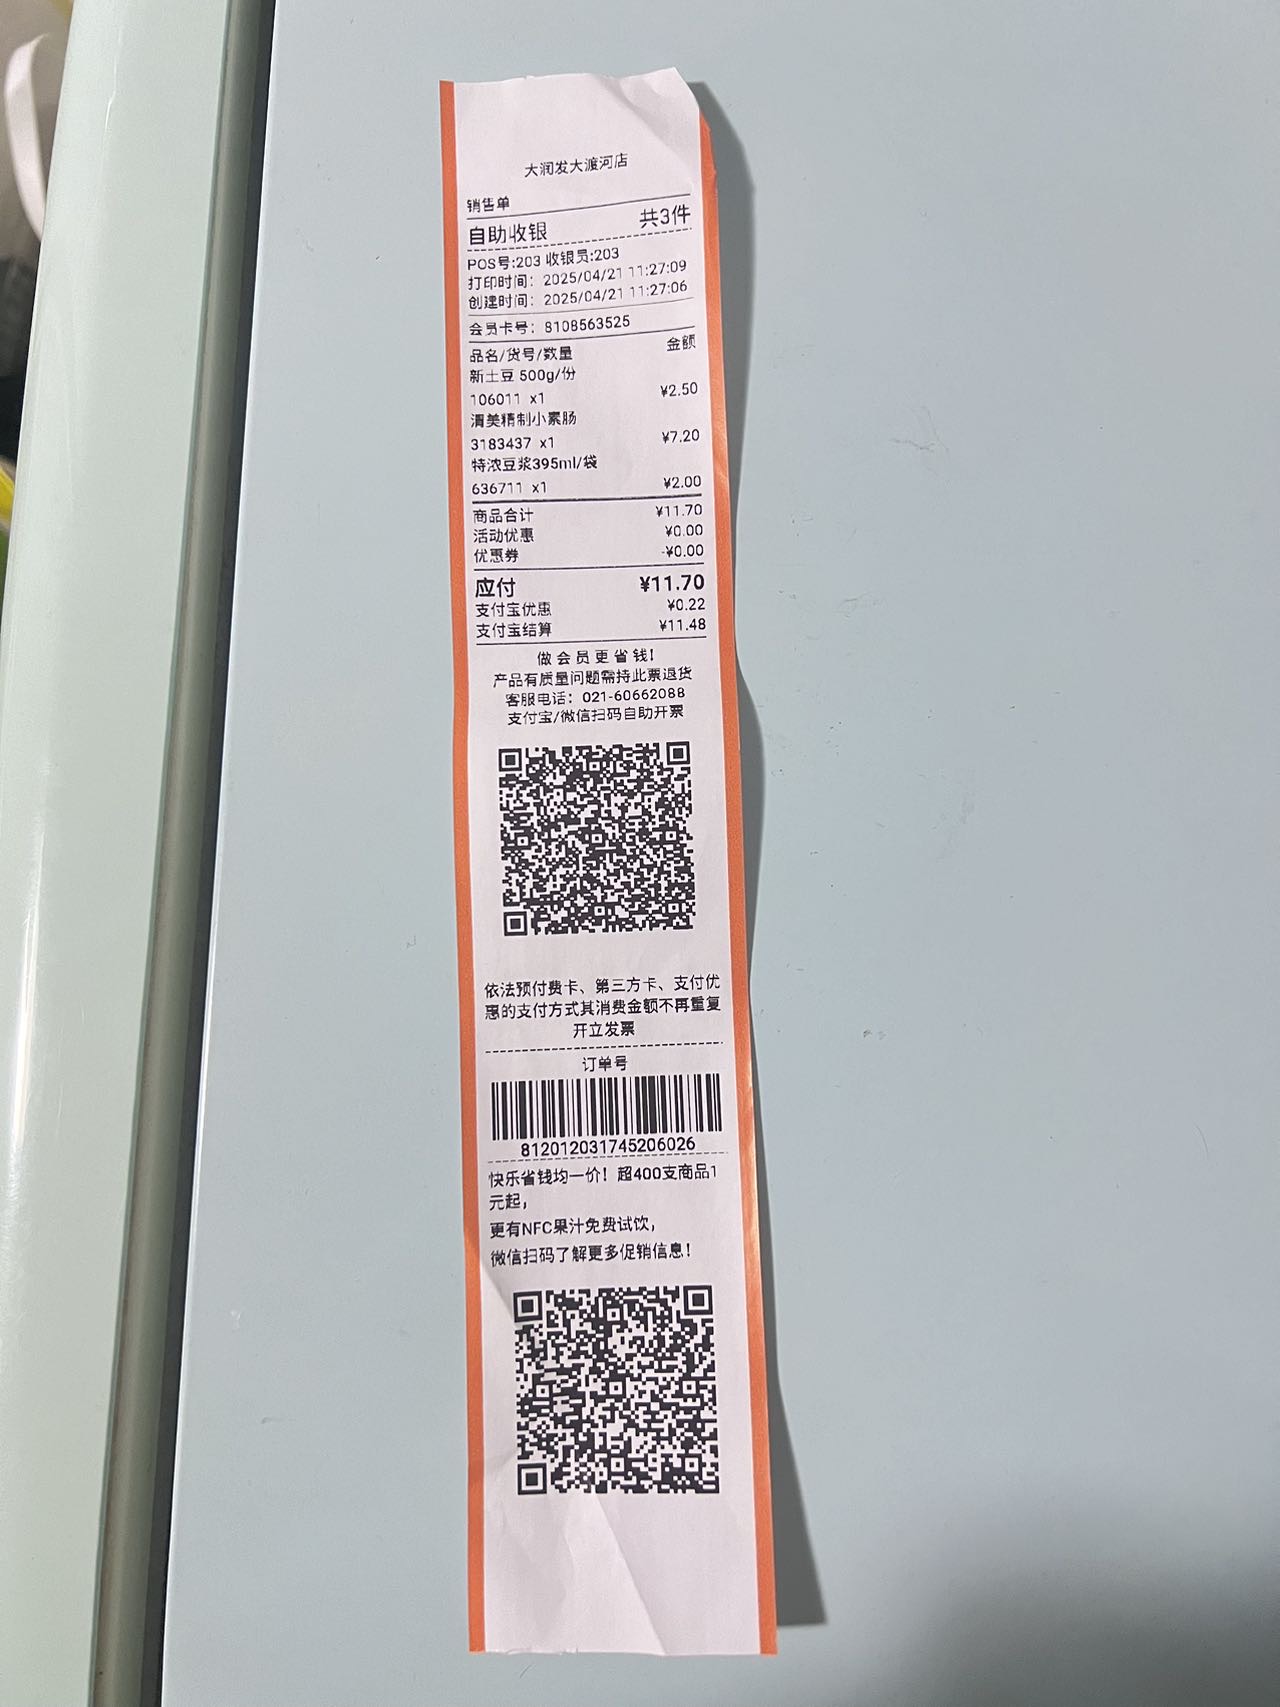 大润发大渡河店
销售单
自助收银 共3件
POS号:203 收银员:203
打印时间：2025/04/21 11:27:09
创建时间：2025/04/21 11:27:06
会员卡号：8108563525
品名/货号/数量 金额
新土豆 500g/份
106011 x1 ¥2.50
渭美精制小素肠
3183437 x1 ¥7.20
特浓豆浆395ml/袋
636711 x1 ¥2.00
商品合计 ¥11.70
活动优惠 ¥0.00
优惠券 -¥0.00
应付 ¥11.70
支付宝优惠 ¥0.22
支付宝结算 ¥11.48
做会员更省钱！
产品有质量问题需持此票退货
客服电话：021-60662088
支付宝/微信扫码自助开票
依法预付费卡、第三方卡、支付优
惠的支付方式其消费金额不再重复
开立发票
订单号
812012031745206026
快乐省钱均一价！超400支商品1
元起，
更有NFC果汁免费试饮，
微信扫码了解更多促销信息！